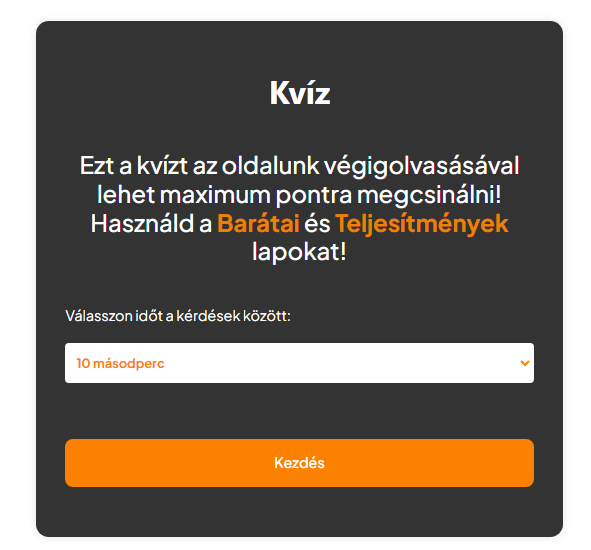 Kvíz
Ezt a kvízt az oldalunk végigolvasásával
lehet maximum pontra megcsinálni!
Használd a Barátai és Teljesítmények
lapokat!
Válasszon időt a kérdések között:
10 másodperc
Kezdés